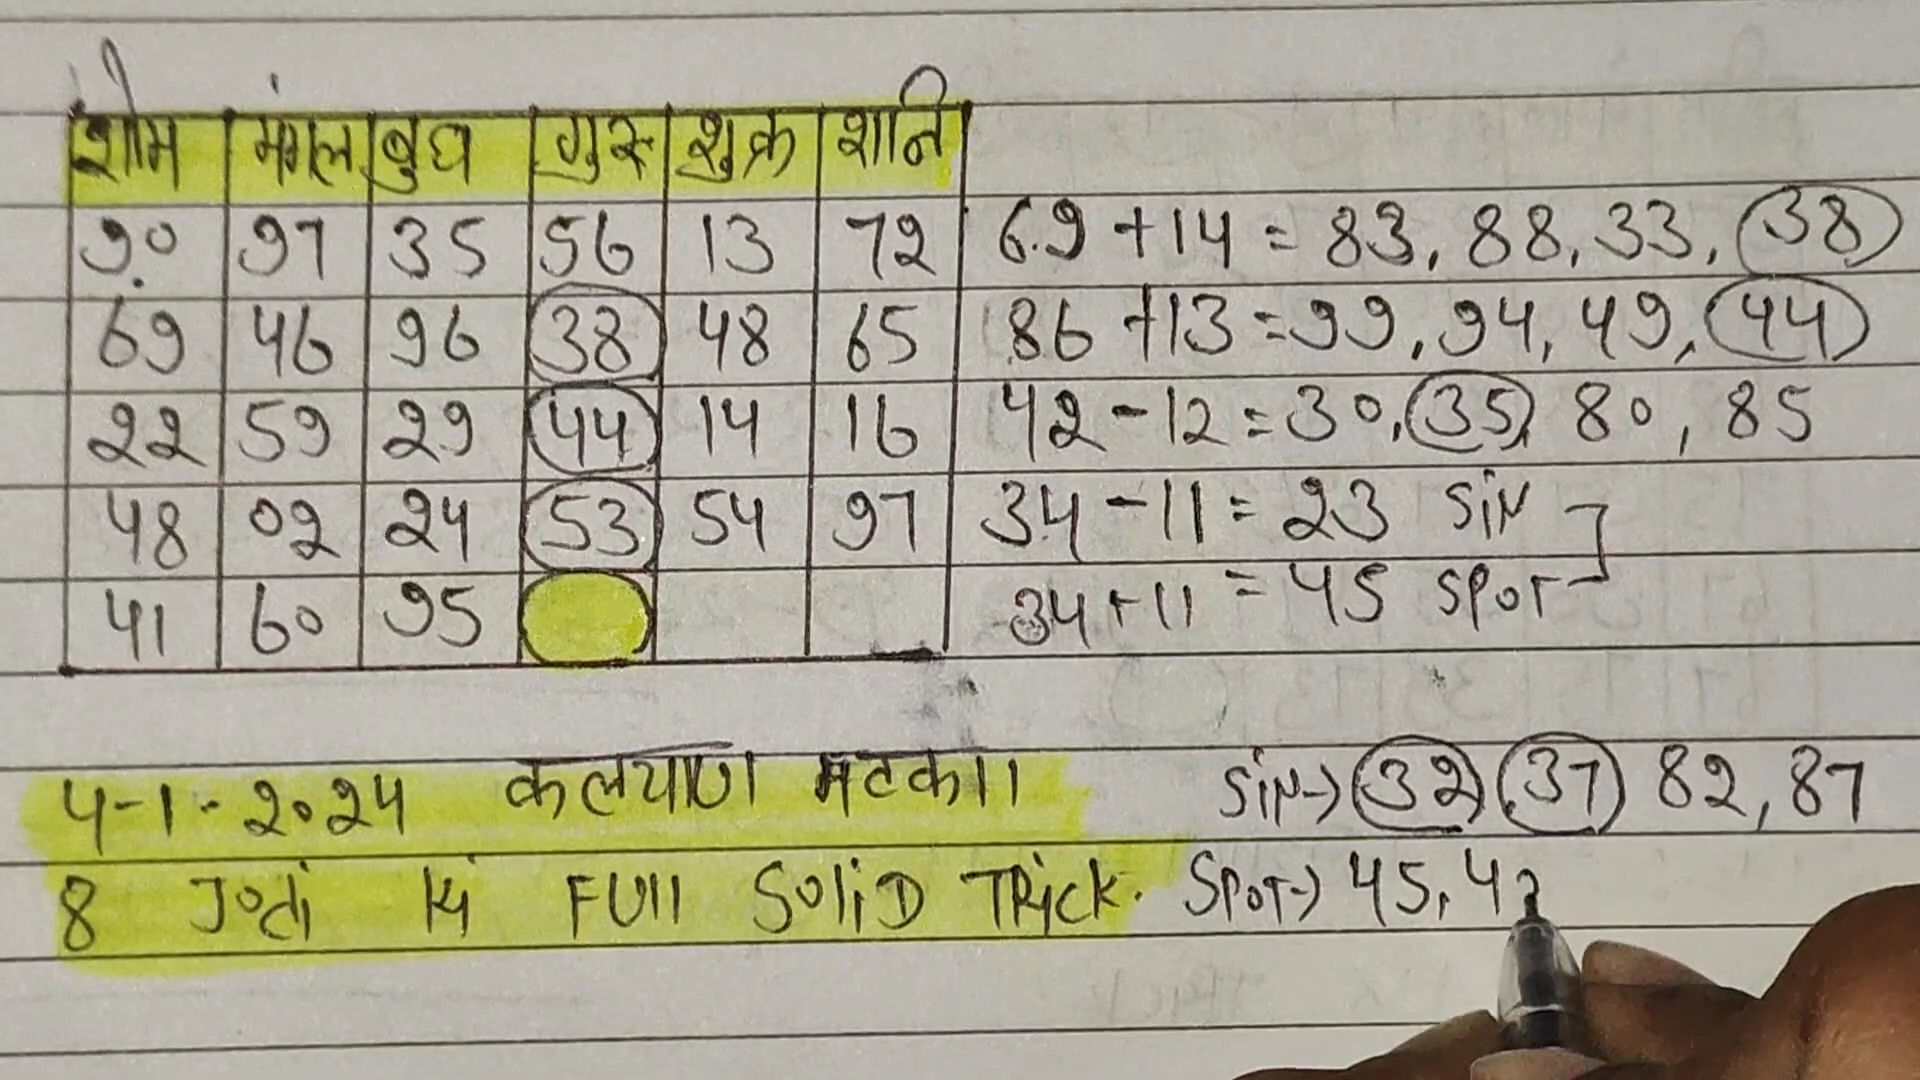 शोम मंगल बुध गुरु शुक्र शनि
90 97 35 56 13 72 69+14=83, 88, 33, 38
69 46 96 38 48 65 86+13=99, 94, 49, 44
22 59 29 44 14 16 42-12=30, 35, 80, 85
48 02 24 53 54 97 34-11=23 Sin
41 60 95 34+11=45 SPOT
4-1-2024 कल्याण मटका।। Sin→ 32, 37 82, 87
8 Joti Ki FUll SoliD TRick. SPoT→ 45, 4